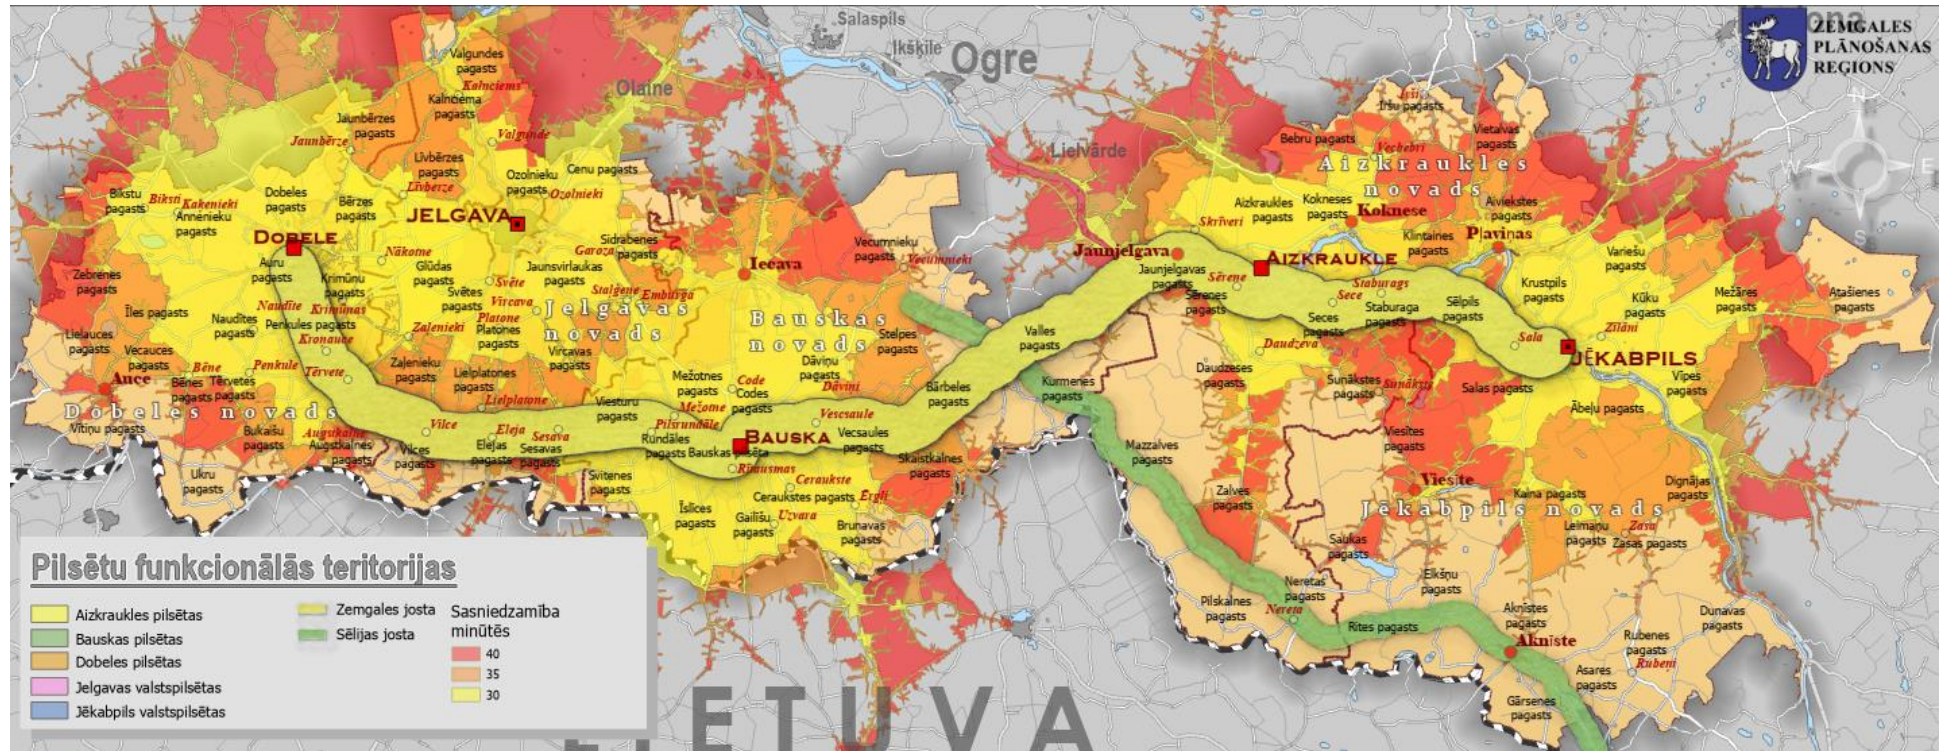 Salaspils
Ikšķile
Ogre
Olaine
Lielvārde
ZEMGALES
PLĀNOŠANAS
REĢIONS
N
W
E
S
Valgundes
pagasts
Kalnciems
Kalnciema
pagasts
Jaunbērzes
pagasts
Jaunbērze
Valgunde
Līvbērzes
pagasts
Līvbērze
Ozolnieku
pagasts
Cenu pagasts
Ozolnieki
Bikstu
pagasts
Biksti
Kakenieki
Annenieku
pagasts
Dobeles
pagasts
Bērzes
pagasts
JELGAVA
DOBELE
Auru
pagasts
Nākotne
Glūdas
pagasts
Krimūnu
pagasts
Krimūnas
Garoza
Sidrabenes
pagasts
Jaunsvirlaukas
pagasts
Svēte
Svētes
pagasts
Vircava
Platone
Platones
pagasts
Staļģene
Emburga
Jelgavas
novads
Iecava
Vecumnieku
pagasts
Vecumnieki
Bauskas
novads
Stelpes
pagasts
Zebrenes
pagasts
Īles pagasts
Naudīte
Naudītes
pagasts
Penkules pagasts
Kronauce
Zaļenieki
Zaļenieku
pagasts
Lielauces
pagasts
Vecauces
pagasts
Auce
Bēne
Bēnes
pagasts
Penkule
Tērvetes
pagasts
Tērvete
Lielplatones
pagasts
Lielplatone
Vircavas
pagasts
Dobeles novads
Vītiņu pagasts
Bukaišu
pagasts
Augstkalne
Augstkalnes
pagasts
Ukru
pagasts
Vilce
Vilces
pagasts
Eleja
Elejas
pagasts
Sesava
Sesavas
pagasts
Viesturu
pagasts
Mežotnes
pagasts
Mežotne
Pilsrundāle
Rundāles
pagasts
Code
Codes
pagasts
Dāviņu
pagasts
Dāviņi
Bārbeles
pagasts
BAUSKA
Bauskas pilsēta
Vecsaule
Vecsaules
pagasts
Skaistkalnes
pagasts
Svitenes
pagasts
Rītausmas
Ceraukste
Ceraukstes pagasts
Ērgļi
Īslīces
pagasts
Gailīšu
pagasts
Uzvara
Brunavas
pagasts
Iršu pagasts
Bebru pagasts
Vecbebri
Vietalvas
pagasts
Aizkraukles
novads
Aizkraukles
pagasts
Skrīveri
Kokneses
pagasts
Koknese
Aiviekstes
pagasts
Klintaines
pagasts
Pļaviņas
Jaunjelgava
Jaunjelgavas
pagasts
AIZKRAUKLE
Sērene
Sērenes
pagasts
Staburags
Sece
Seces
pagasts
Staburaga
pagasts
Sēlpils
pagasts
Krustpils
pagasts
Variešu
pagasts
Kūku
pagasts
Mežāres
pagasts
Atašienes
pagasts
Zīlāni
Sala
JĒKABPILS
Vīpes
pagasts
Ābeļu pagasts
Salas pagasts
Valles
pagasts
Kurmenes
pagasts
Daudzeva
Daudzeses
pagasts
Sunākstes
pagasts
Sunākste
Viesītes
pagasts
Viesīte
Mazzalves
pagasts
Zalves
pagasts
Kalna pagasts
Dignājas
pagasts
Jēkabpils novads
Leimaņu
pagasts
Zasa
Zasas pagasts
Saukas
pagasts
Elkšņu
pagasts
Neretas
pagasts
Nereta
Pilskalnes
pagasts
Rites pagasts
Aknīstes
pagasts
Aknīste
Dunavas
pagasts
Rubenes
pagasts
Rubeņi
Asares
pagasts
Gārsenes
pagasts
LIETUVA
Pilsētu funkcionālās teritorijas
Aizkraukles pilsētas
Bauskas pilsētas
Dobeles pilsētas
Jelgavas valstspilsētas
Jēkabpils valstspilsētas
Zemgales josta
Sēlijas josta
Sasniedzamība
minūtēs
40
35
30